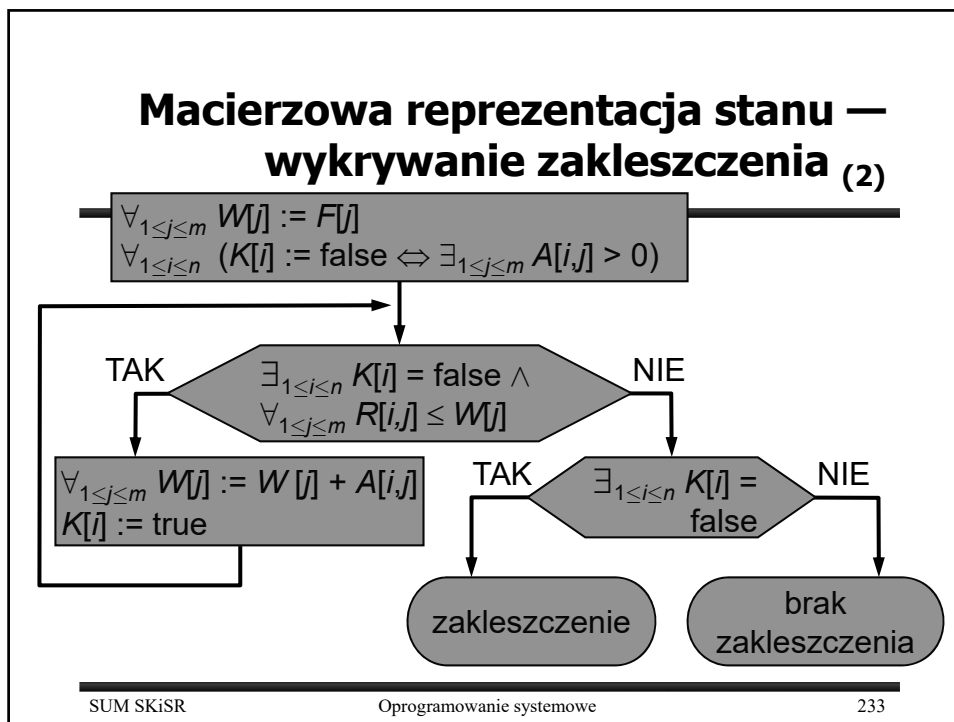 Macierzowa reprezentacja stanu —
wykrywanie zakleszczenia (2)
∀1≤j≤m W[j] := F[j]
∀1≤i≤n (K[i] := false ⇔ ∃1≤j≤m A[i,j] > 0)
TAK
∃1≤i≤n K[i] = false ∧
∀1≤j≤m R[i,j] ≤ W[j]
NIE
∀1≤j≤m W[j] := W [j] + A[i,j]
K[i] := true
TAK
∃1≤i≤n K[i] =
false
NIE
zakleszczenie
brak
zakleszczenia
SUM SKiSR Oprogramowanie systemowe 233